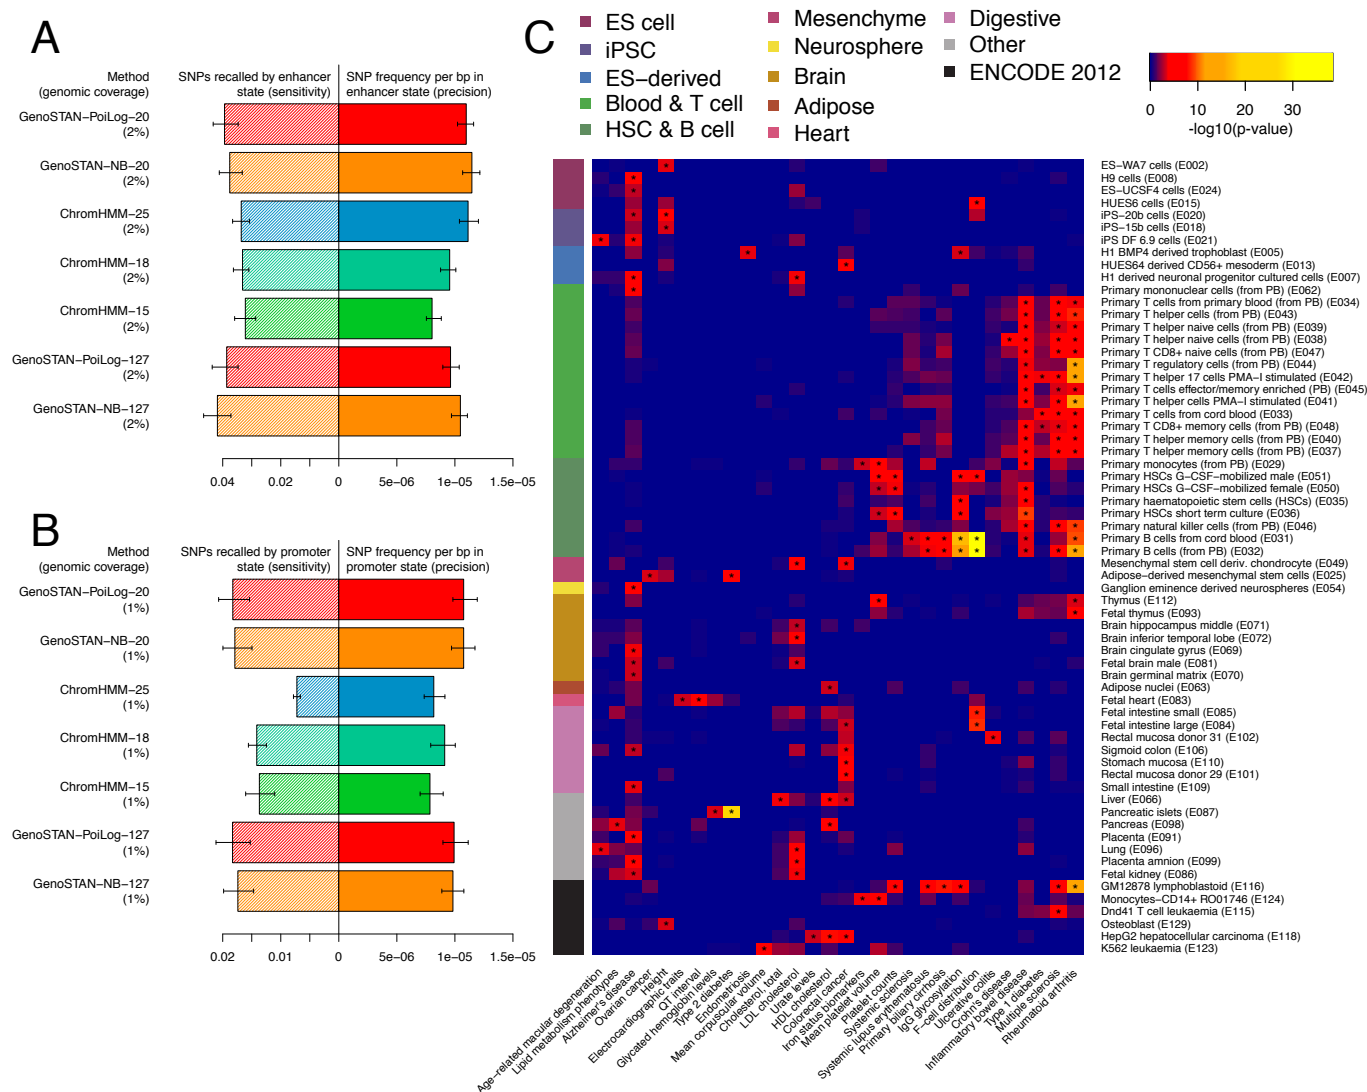 A
Method
(genomic coverage)
SNPs recalled by enhancer
state (sensitivity)
SNP frequency per bp in
enhancer state (precision)
GenoSTAN-PoiLog-20
(2%)
GenoSTAN-NB-20
(2%)
ChromHMM-25
(2%)
ChromHMM-18
(2%)
ChromHMM-15
(2%)
GenoSTAN-PoiLog-127
(2%)
GenoSTAN-NB-127
(2%)
0.04 0.02 0 5e-06 1e-05 1.5e-05
B
Method
(genomic coverage)
SNPs recalled by promoter
state (sensitivity)
SNP frequency per bp in
promoter state (precision)
GenoSTAN-PoiLog-20
(1%)
GenoSTAN-NB-20
(1%)
ChromHMM-25
(1%)
ChromHMM-18
(1%)
ChromHMM-15
(1%)
GenoSTAN-PoiLog-127
(1%)
GenoSTAN-NB-127
(1%)
0.02 0.01 0 5e-06 1e-05 1.5e-05
C
ES cell
iPSC
ES-derived
Blood & T cell
HSC & B cell
Mesenchyme
Neurosphere
Brain
Adipose
Heart
Digestive
Other
ENCODE 2012
0 10 20 30
-log10(p-value)
ES-WA7 cells (E002)
H9 cells (E008)
ES-UCSF4 cells (E024)
HUES6 cells (E015)
iPS-20b cells (E020)
iPS-15b cells (E018)
iPS DF 6.9 cells (E021)
H1 BMP4 derived trophoblast (E005)
HUES64 derived CD56+ mesoderm (E013)
H1 derived neuronal progenitor cultured cells (E007)
Primary mononuclear cells (from PB) (E062)
Primary T cells from primary blood (from PB) (E034)
Primary T helper cells (from PB) (E043)
Primary T helper naive cells (from PB) (E039)
Primary T helper naive cells (from PB) (E038)
Primary T CD8+ naive cells (from PB) (E047)
Primary T regulatory cells (from PB) (E044)
Primary T helper 17 cells PMA-I stimulated (E042)
Primary T cells effector/memory enriched (PB) (E045)
Primary T helper cells PMA-I stimulated (E041)
Primary T cells from cord blood (E033)
Primary T CD8+ memory cells (from PB) (E048)
Primary T helper memory cells (from PB) (E040)
Primary T helper memory cells (from PB) (E037)
Primary monocytes (from PB) (E029)
Primary HSCs G-CSF-mobilized male (E051)
Primary HSCs G-CSF-mobilized female (E050)
Primary haematopoietic stem cells (HSCs) (E035)
Primary HSCs short term culture (E036)
Primary natural killer cells (from PB) (E046)
Primary B cells from cord blood (E031)
Primary B cells (from PB) (E032)
Mesenchymal stem cell deriv. chondrocyte (E049)
Adipose-derived mesenchymal stem cells (E025)
Ganglion eminence derived neurospheres (E054)
Thymus (E112)
Fetal thymus (E093)
Brain hippocampus middle (E071)
Brain inferior temporal lobe (E072)
Brain cingulate gyrus (E069)
Fetal brain male (E081)
Brain germinal matrix (E070)
Adipose nuclei (E063)
Fetal heart (E083)
Fetal intestine small (E085)
Fetal intestine large (E084)
Rectal mucosa donor 31 (E102)
Sigmoid colon (E106)
Stomach mucosa (E110)
Rectal mucosa donor 29 (E101)
Small intestine (E109)
Liver (E066)
Pancreatic islets (E087)
Pancreas (E098)
Placenta (E091)
Lung (E096)
Placenta amnion (E099)
Fetal kidney (E086)
GM12878 lymphoblastoid (E116)
Monocytes-CD14+ RO01746 (E124)
Dnd41 T cell leukaemia (E115)
Osteoblast (E129)
HepG2 hepatocellular carcinoma (E118)
K562 leukaemia (E123)
Age-related macular degeneration
Lipid metabolism phenotypes
Alzheimer's disease
Ovarian cancer
Height
Electrocardiographic traits
QT interval
Glycated hemoglobin levels
Type 2 diabetes
Endometriosis
Mean corpuscular volume
Cholesterol, total
LDL cholesterol
Urate levels
HDL cholesterol
Colorectal cancer
Iron status biomarkers
Mean platelet volume
Platelet counts
Systemic sclerosis
Systemic lupus erythematosus
Primary biliary cirrhosis
IgG glycosylation
F-cell distribution
Ulcerative colitis
Crohn's disease
Inflammatory bowel disease
Type 1 diabetes
Multiple sclerosis
Rheumatoid arthritis